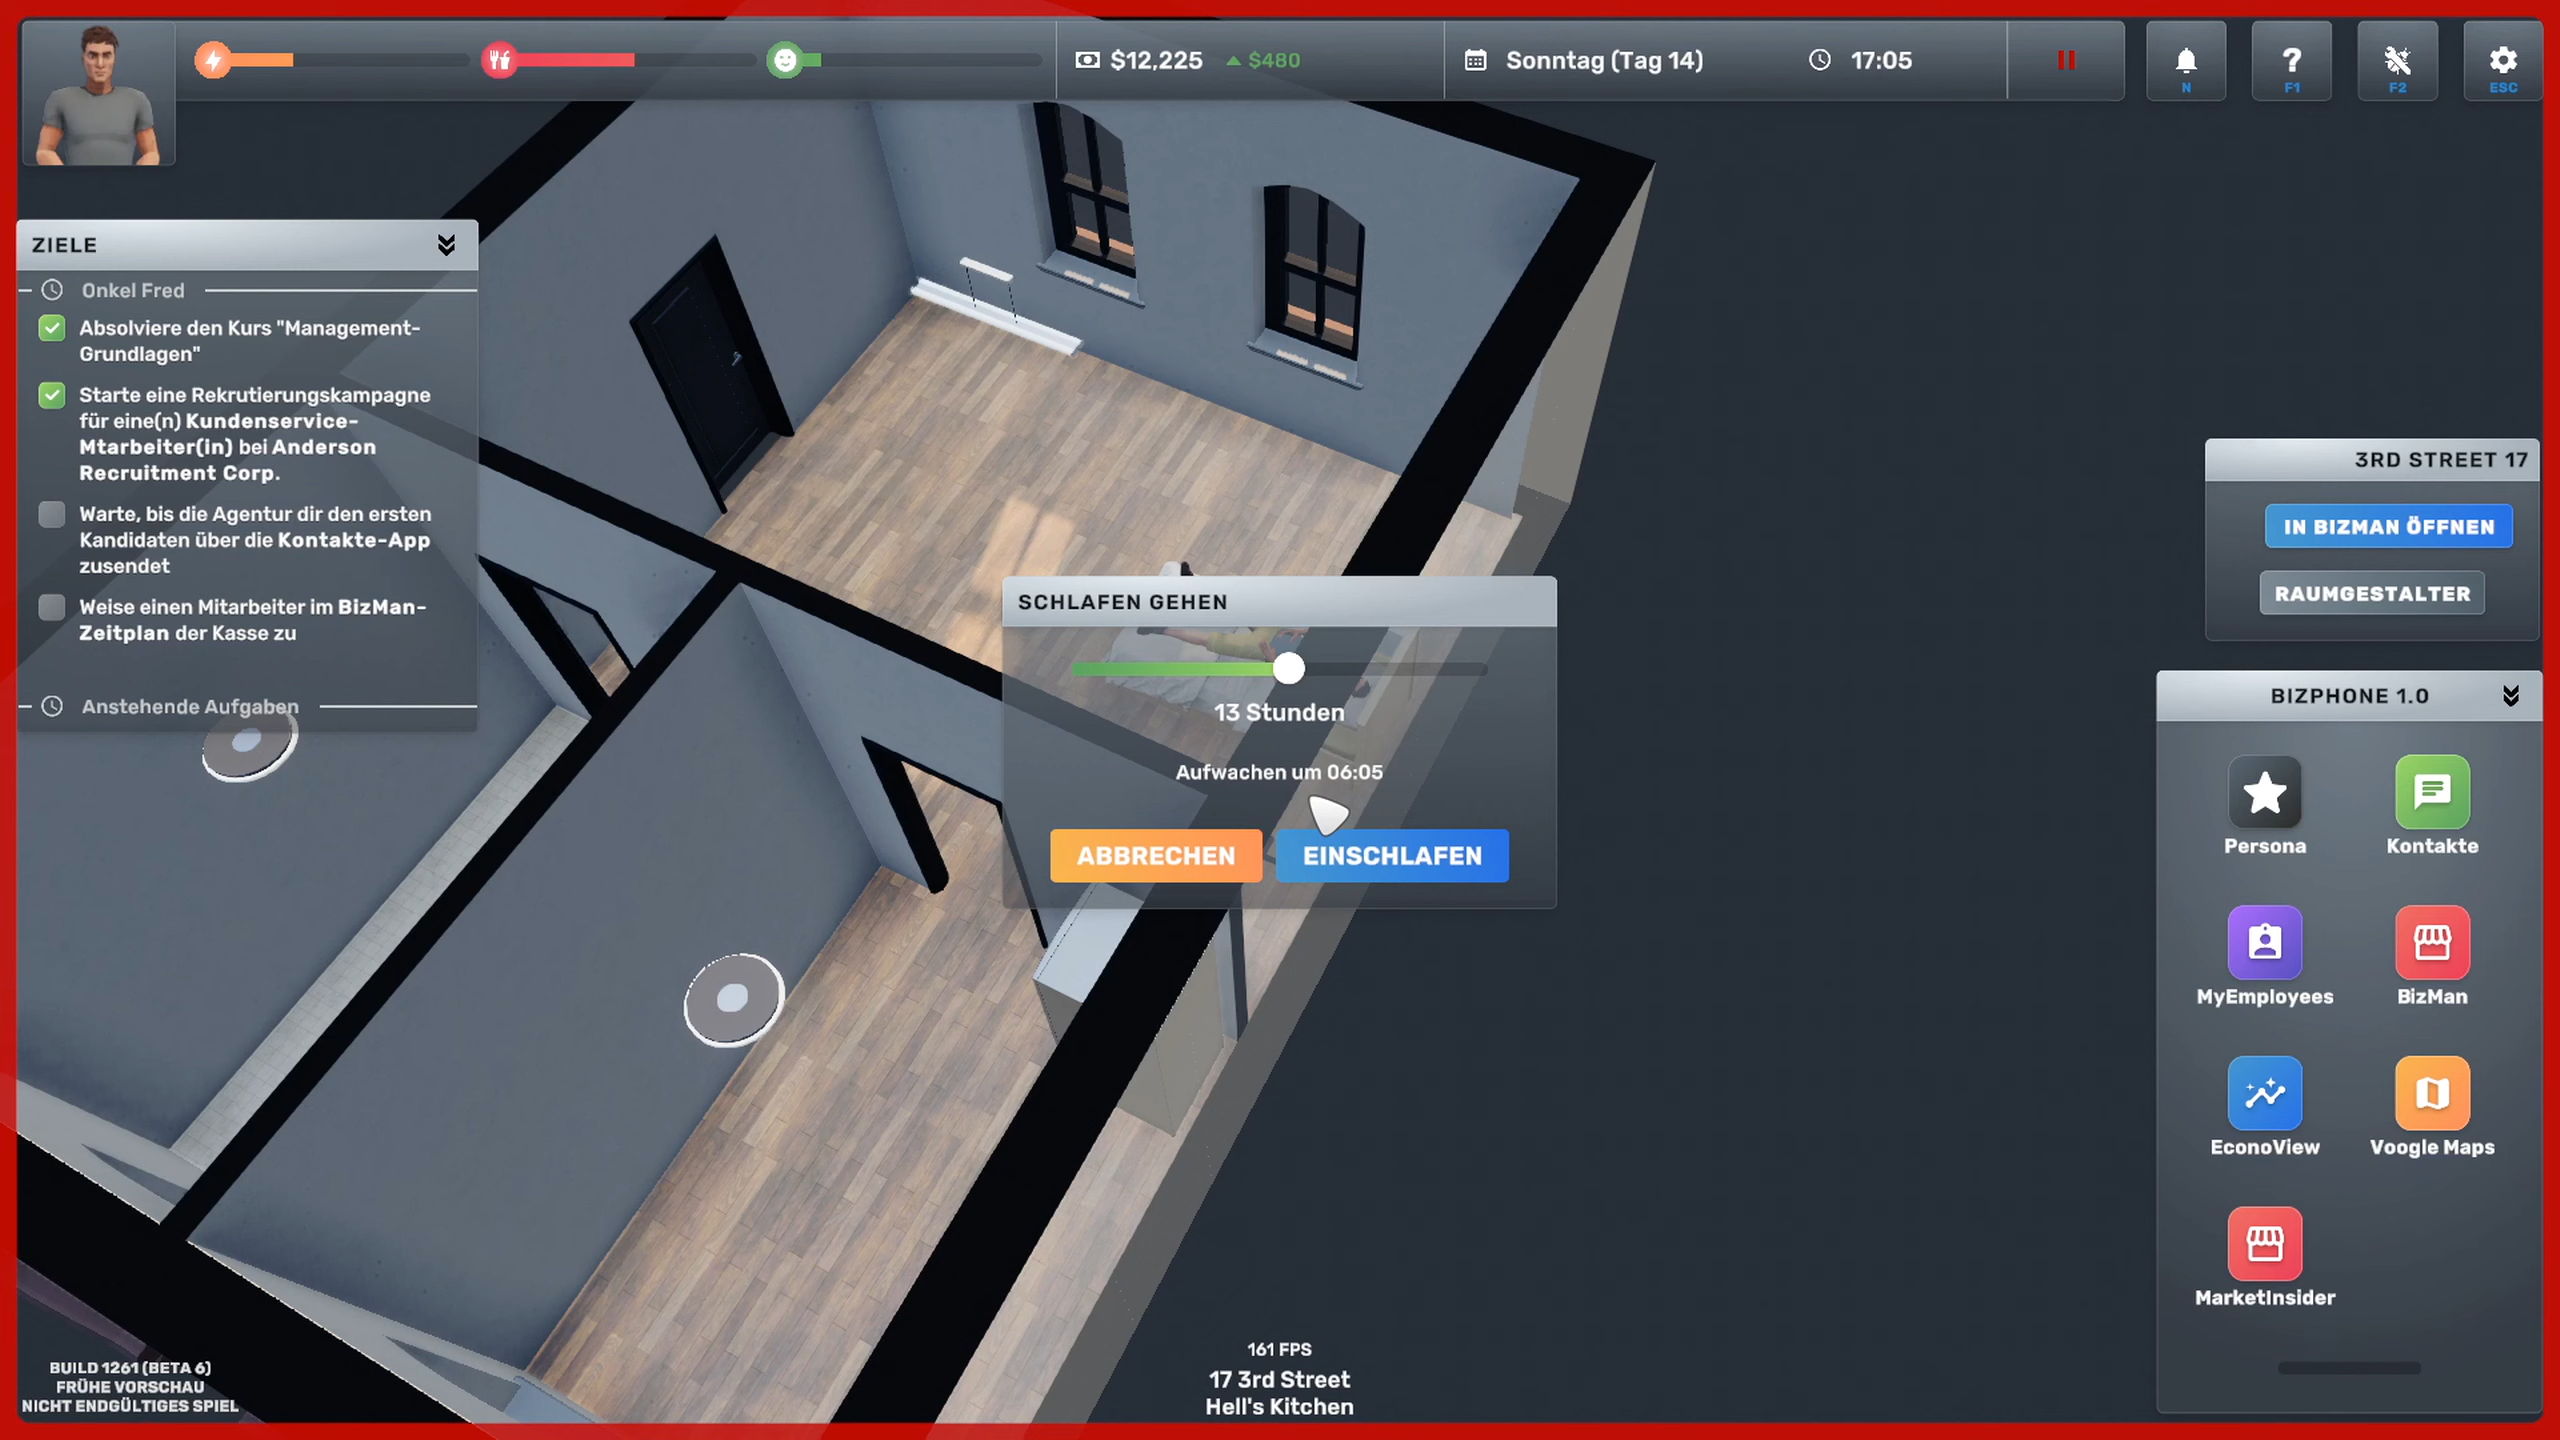 $12,225
$480
Sonntag (Tag 14)
17:05
N
F1
F2
ESC
ZIELE
Onkel Fred
Absolviere den Kurs "Management-
Grundlagen"
Starte eine Rekrutierungskampagne
für eine(n) Kundenservice-
Mtarbeiter(in) bei Anderson
Recruitment Corp.
Warte, bis die Agentur dir den ersten
Kandidaten über die Kontakte-App
zusendet
Weise einen Mitarbeiter im BizMan-
Zeitplan der Kasse zu
Anstehende Aufgaben
SCHLAFEN GEHEN
13 Stunden
Aufwachen um 06:05
ABBRECHEN
EINSCHLAFEN
3RD STREET 17
IN BIZMAN ÖFFNEN
RAUMGESTALTER
BIZPHONE 1.0
Persona
Kontakte
MyEmployees
BizMan
EconoView
Voogle Maps
MarketInsider
161 FPS
17 3rd Street
Hell's Kitchen
BUILD 1261 (BETA 6)
FRÜHE VORSCHAU
NICHT ENDGÜLTIGES SPIEL